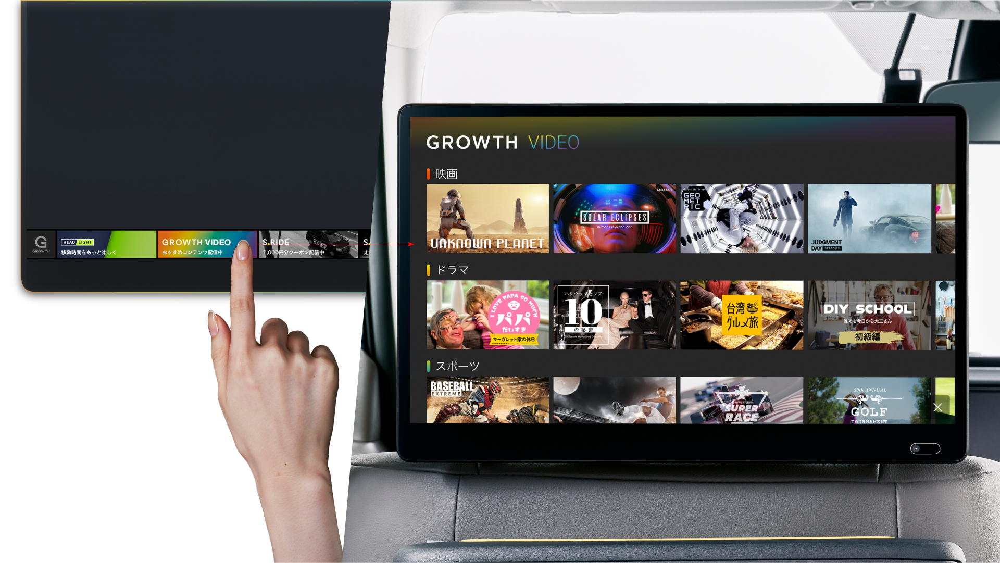 G
GROWTH
HEAD LIGHT
移動時間をもっと楽しく
GROWTH VIDEO
おすすめコンテンツ配信中
S.RIDE
2,000円分クーポン配信中
S.RIDE
S.
走
GROWTH VIDEO
映画
UNKNOWN PLANET
Episode.1
SOLAR ECLIPSES
Human Extinction Plan
GEO
MET
RIC
JUDGMENT
DAY SEASON 5
ドラマ
I LOVE PAPA SO MUCH
パパ
だいすき
マーガレット家の休日
ハリウッドセレブ
10
の秘密
10 Secrets Hollywood
台湾
グルメ旅
DIY SCHOOL
誰でも今日から大工さん
初級編
スポーツ
BASEBALL
EXTREME
GROWTH CUP
SUPER
RACE
20th ANNUAL
GOLF
TOURNAMENT